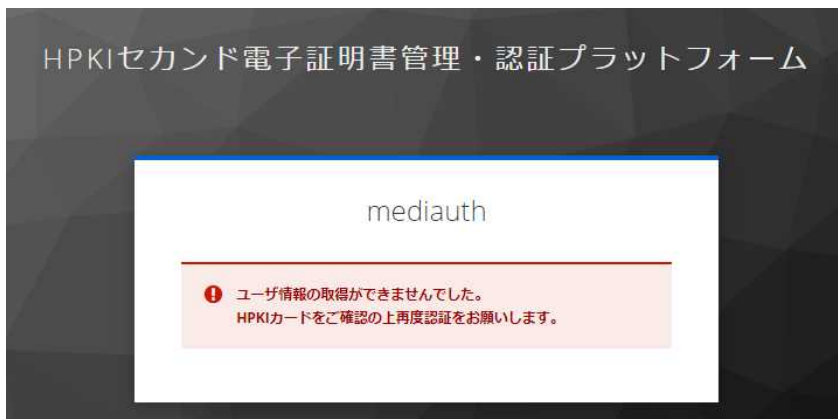 HPKIセカンド電子証明書管理・認証プラットフォーム
mediauth
ユーザ情報の取得ができませんでした。
HPKIカードをご確認の上再度認証をお願いします。